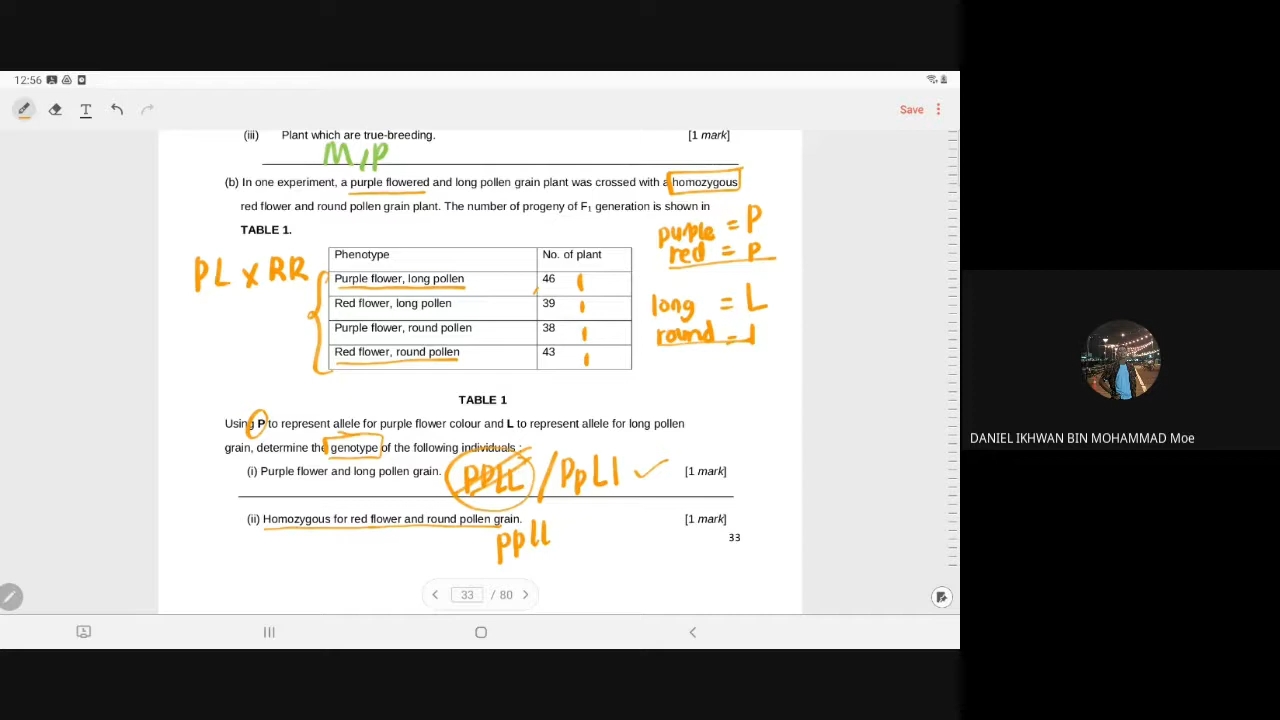 12:56
Save
(iii) Plant which are true-breeding. [1 mark]
M/P
(b) In one experiment, a purple flowered and long pollen grain plant was crossed with a homozygous
red flower and round pollen grain plant. The number of progeny of F₁ generation is shown in
TABLE 1.
purple = P
red = p
PL x RR
Phenotype No. of plant
Purple flower, long pollen 46 1
Red flower, long pollen 39 1
Purple flower, round pollen 38 1
Red flower, round pollen 43 1
long = L
round = l
TABLE 1
Using P to represent allele for purple flower colour and L to represent allele for long pollen
grain, determine the genotype of the following individuals :
(i) Purple flower and long pollen grain. PPLL / PpLl ✓ [1 mark]
(ii) Homozygous for red flower and round pollen grain. [1 mark]
ppll
33
33 / 80
DANIEL IKHWAN BIN MOHAMMAD Moe